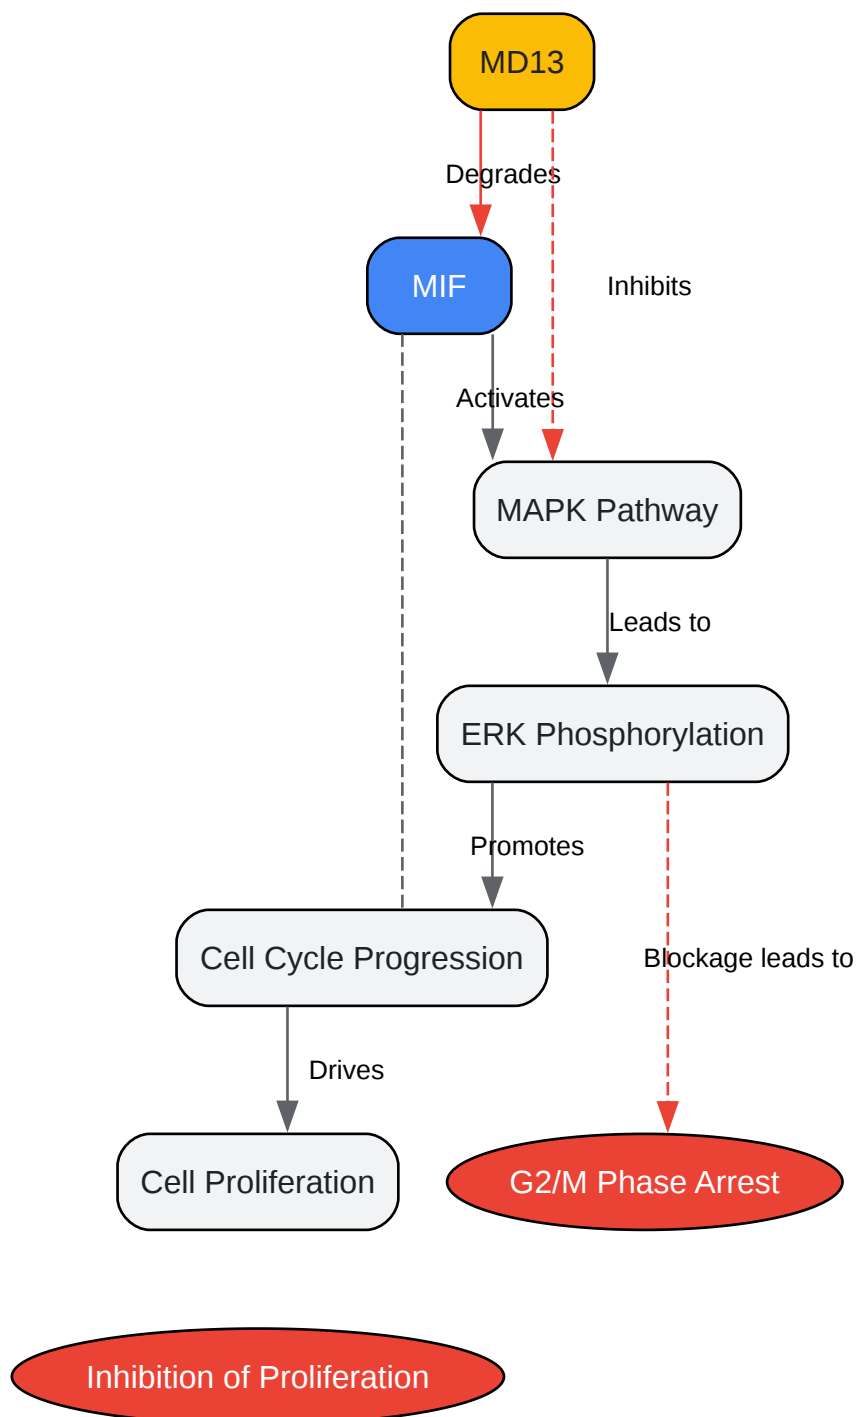 MD13
Degrades
MIF
Inhibits
Activates
MAPK Pathway
Leads to
ERK Phosphorylation
Promotes
Cell Cycle Progression
Blockage leads to
Drives
Cell Proliferation
G2/M Phase Arrest
Inhibition of Proliferation